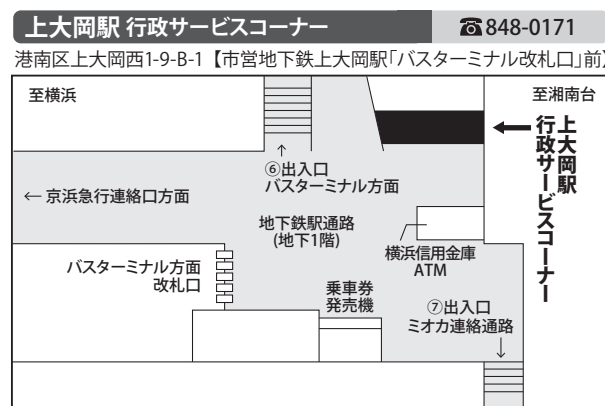 上大岡駅 行政サービスコーナー
☎848-0171
港南区上大岡西1-9-B-1【市営地下鉄上大岡駅「バスターミナル改札口」前】
至横浜
至湘南台
上大岡駅
行政サービスコーナー
⑥出入口
バスターミナル方面
← 京浜急行連絡口方面
地下鉄駅通路
(地下1階)
横浜信用金庫
ATM
バスターミナル方面
改札口
乗車券
発売機
⑦出入口
ミオカ連絡通路